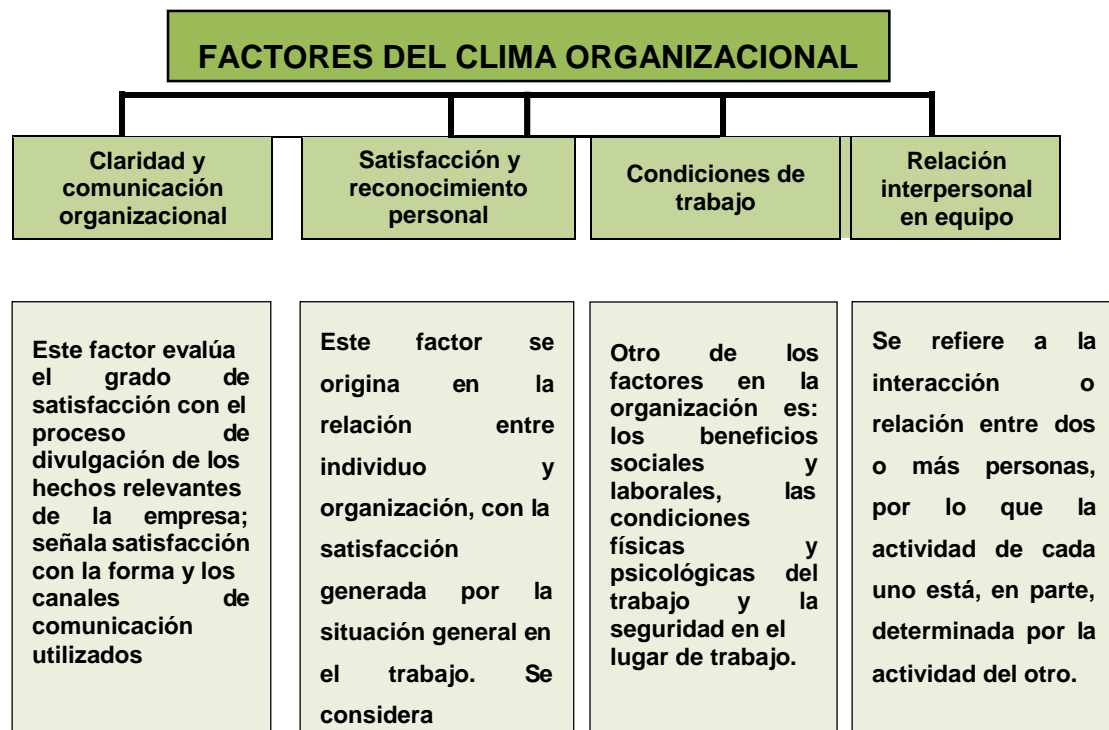 FACTORES DEL CLIMA ORGANIZACIONAL
Claridad y
comunicación
organizacional
Satisfacción y
reconocimiento
personal
Condiciones de
trabajo
Relación
interpersonal
en equipo
Este factor evalúa
el grado de
satisfacción con el
proceso de
divulgación de los
hechos relevantes
de la empresa;
señala satisfacción
con la forma y los
canales de
comunicación
utilizados
Este factor se
origina en la
relación entre
individuo y
organización, con la
satisfacción
generada por la
situación general en
el trabajo. Se
considera
Otro de los
factores en la
organización es:
los beneficios
sociales y
laborales, las
condiciones
físicas y
psicológicas del
trabajo y la
seguridad en el
lugar de trabajo.
Se refiere a la
interacción o
relación entre dos
o más personas,
por lo que la
actividad de cada
uno está, en parte,
determinada por la
actividad del otro.